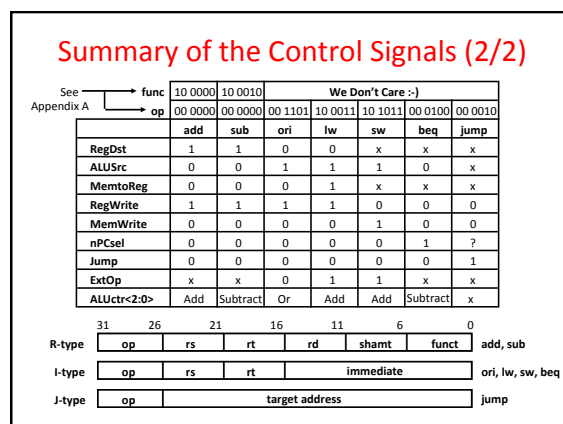 Summary of the Control Signals (2/2)
See Appendix A
func 10 0000 10 0010 We Don't Care :-)
op 00 0000 00 0000 00 1101 10 0011 10 1011 00 0100 00 0010
add sub ori lw sw beq jump
RegDst 1 1 0 0 x x x
ALUSrc 0 0 1 1 1 0 x
MemtoReg 0 0 0 1 x x x
RegWrite 1 1 1 1 0 0 0
MemWrite 0 0 0 0 1 0 0
nPCsel 0 0 0 0 0 1 ?
Jump 0 0 0 0 0 0 1
ExtOp x x 0 1 1 x x
ALUctr<2:0> Add Subtract Or Add Add Subtract x
31 26 21 16 11 6 0
R-type op rs rt rd shamt funct add, sub
I-type op rs rt immediate ori, lw, sw, beq
J-type op target address jump